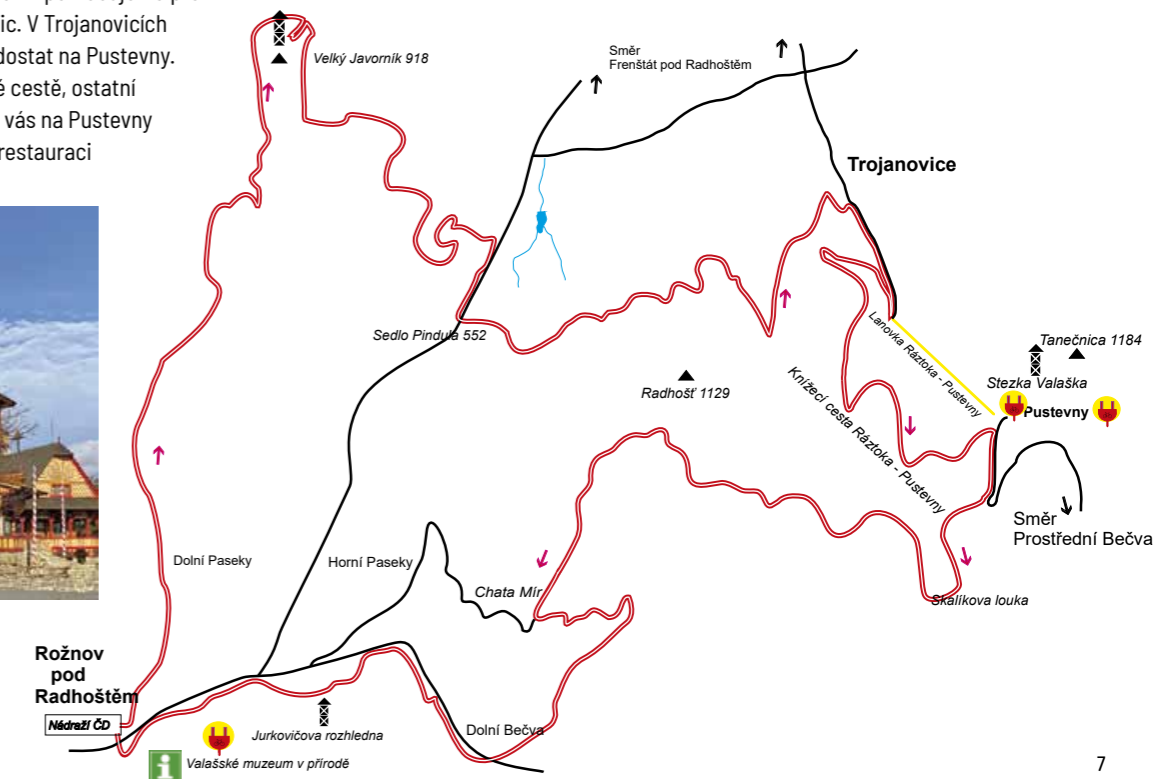 ic. V Trojanovicích
dostat na Pustevny.
é cestě, ostatní
vás na Pustevny
restauraci
Velký Javorník 918
Směr
Frenštát pod Radhoštěm
Trojanovice
Sedlo Pindula 552
Lanovka Ráztoka - Pustevny
Tanečnica 1184
Stezka Valaška
Radhošť 1129
Knížecí cesta Ráztoka - Pustevny
Pustevny
Směr
Prostřední Bečva
Dolní Paseky
Horní Paseky
Chata Mír
Skalíkova louka
Rožnov
pod
Radhoštěm
Nádraží ČD
Jurkovičova rozhledna
Dolní Bečva
i
Valašské muzeum v přírodě
7